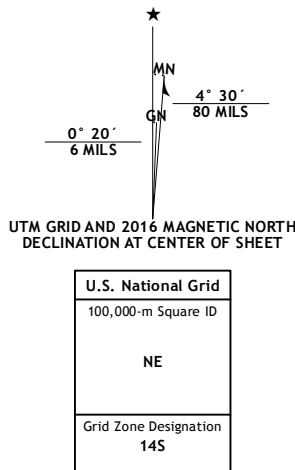 ★
MN
4° 30´
80 MILS
GN
0° 20´
6 MILS
UTM GRID AND 2016 MAGNETIC NORTH
DECLINATION AT CENTER OF SHEET
U.S. National Grid
100,000-m Square ID
NE
Grid Zone Designation
14S